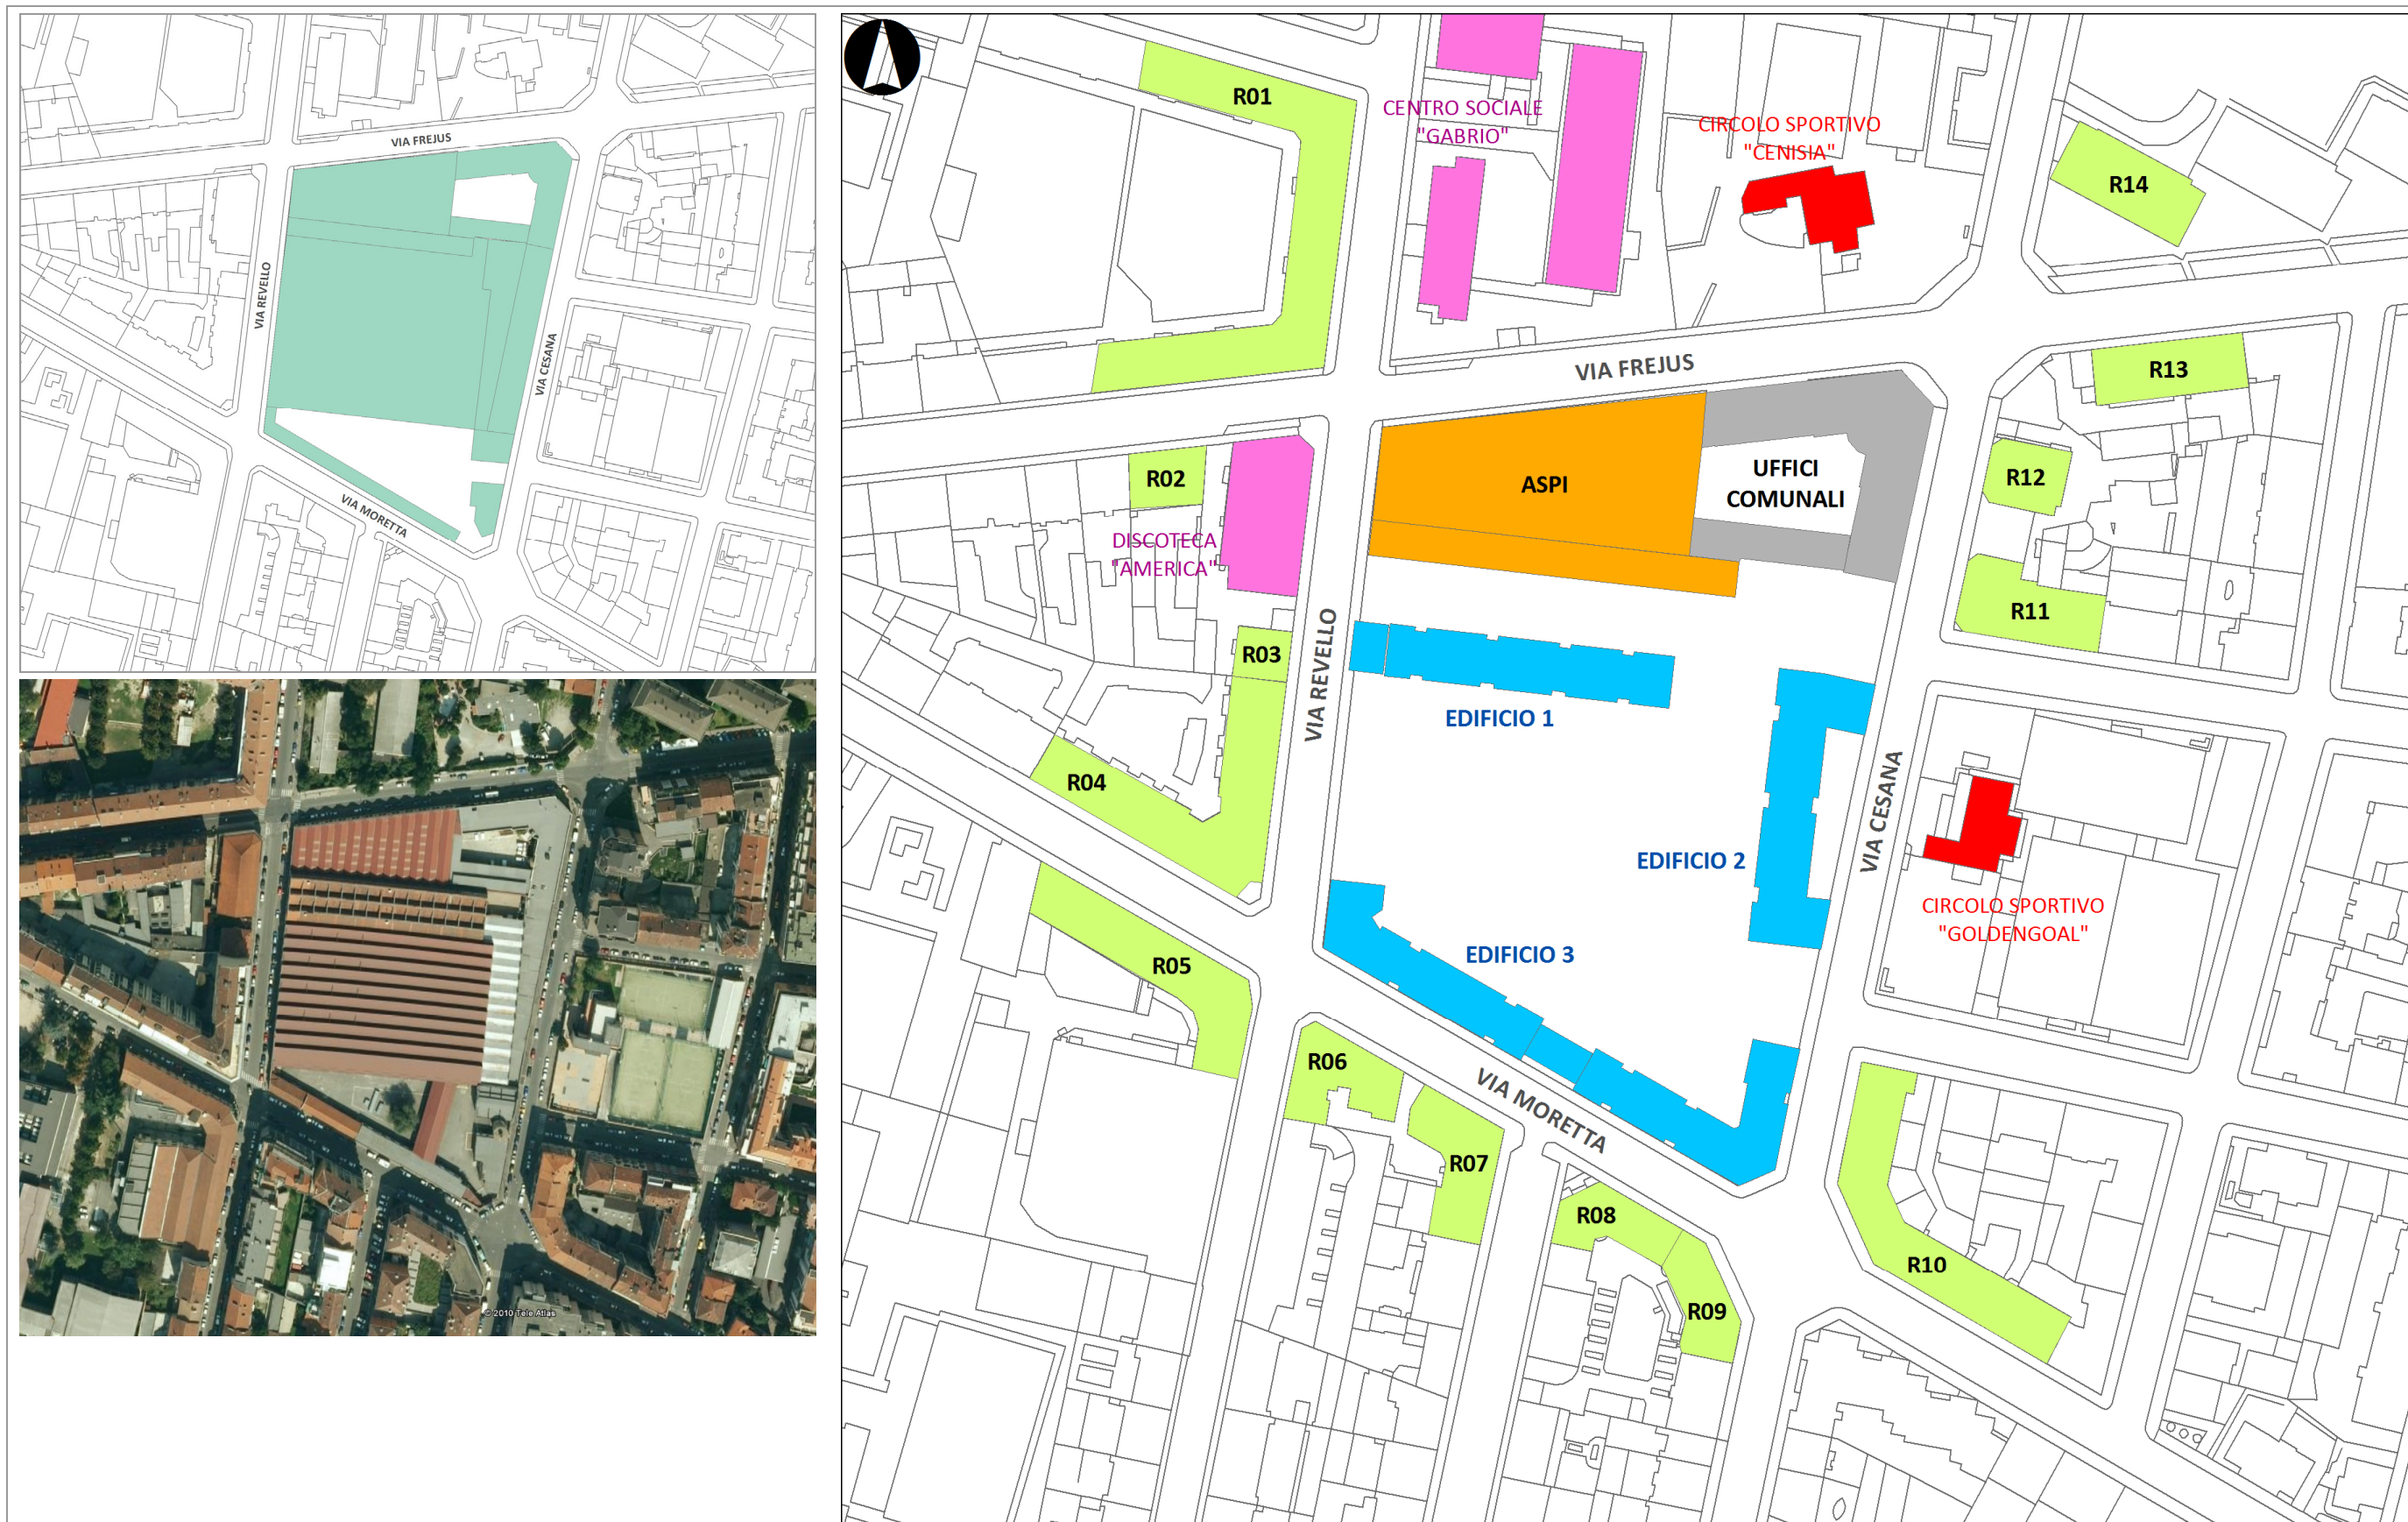 VIA FREJUS
VIA REVELLO
VIA CESANA
VIA MORETTA
© 2010 Tele Atlas
R01
CENTRO SOCIALE
"GABRIO"
CIRCOLO SPORTIVO
"CENISIA"
R14
VIA FREJUS
R13
R02
ASPI
UFFICI
COMUNALI
R12
DISCOTECA
"AMERICA"
R11
R03
VIA REVELLO
EDIFICIO 1
R04
VIA CESANA
EDIFICIO 2
CIRCOLO SPORTIVO
"GOLDENGOAL"
EDIFICIO 3
R05
R06
VIA MORETTA
R07
R08
R10
R09